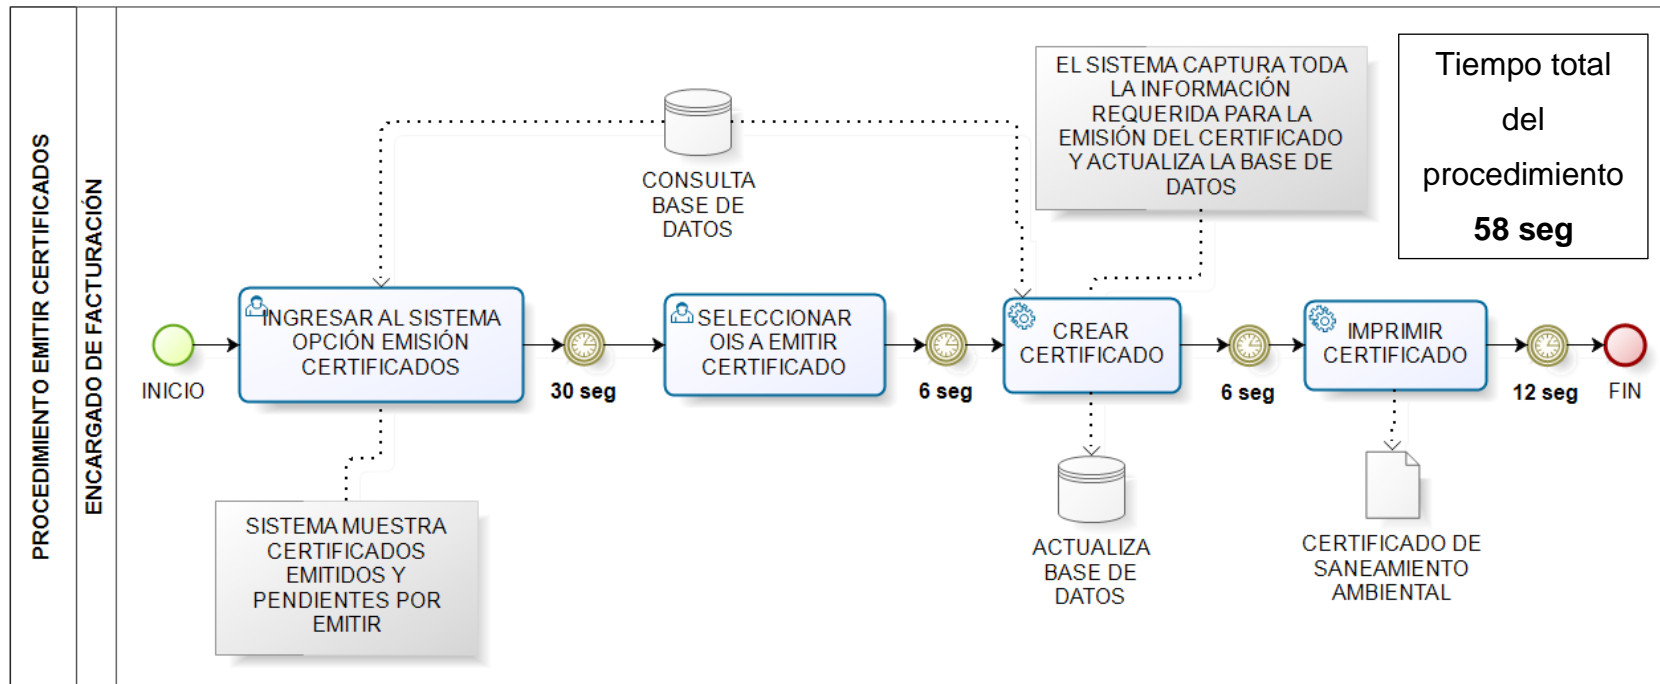 PROCEDIMIENTO EMITIR CERTIFICADOS
ENCARGADO DE FACTURACIÓN
EL SISTEMA CAPTURA TODA
LA INFORMACIÓN
REQUERIDA PARA LA
EMISIÓN DEL CERTIFICADO
Y ACTUALIZA LA BASE DE
DATOS
Tiempo total
del
procedimiento
58 seg
CONSULTA
BASE DE
DATOS
INICIO
INGRESAR AL SISTEMA
OPCIÓN EMISIÓN
CERTIFICADOS
30 seg
SELECCIONAR
OIS A EMITIR
CERTIFICADO
6 seg
CREAR
CERTIFICADO
6 seg
IMPRIMIR
CERTIFICADO
12 seg
FIN
SISTEMA MUESTRA
CERTIFICADOS
EMITIDOS Y
PENDIENTES POR
EMITIR
ACTUALIZA
BASE DE
DATOS
CERTIFICADO DE
SANEAMIENTO
AMBIENTAL